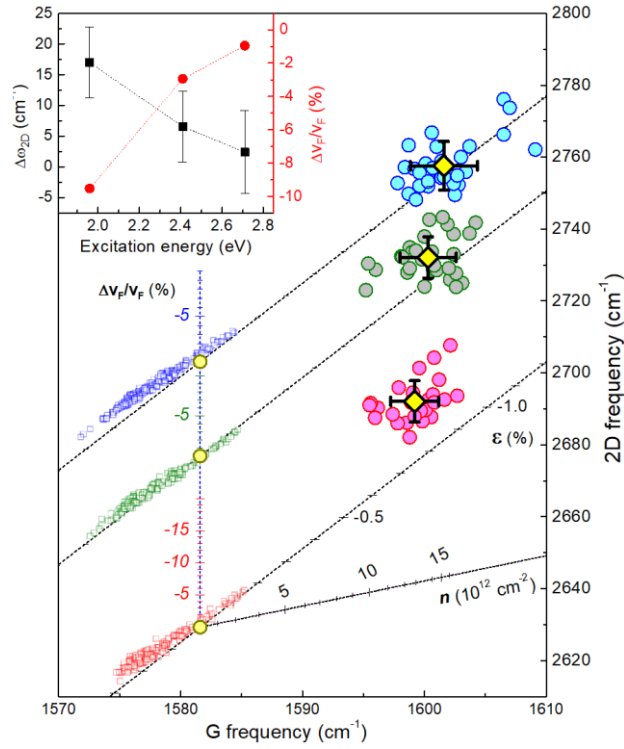 25
20
15
10
5
0
-5
Δω2D (cm⁻¹)
0
-2
-4
-6
-8
-10
ΔvF/vF (%)
2.0 2.2 2.4 2.6 2.8
Excitation energy (eV)
ΔvF/vF (%)
-5
-5
-15
-10
-5
-1.0
ε (%)
-0.5
5 10 15
n (10¹² cm⁻²)
2800
2780
2760
2740
2720
2700
2680
2660
2640
2620
2D frequency (cm⁻¹)
1570 1580 1590 1600 1610
G frequency (cm⁻¹)